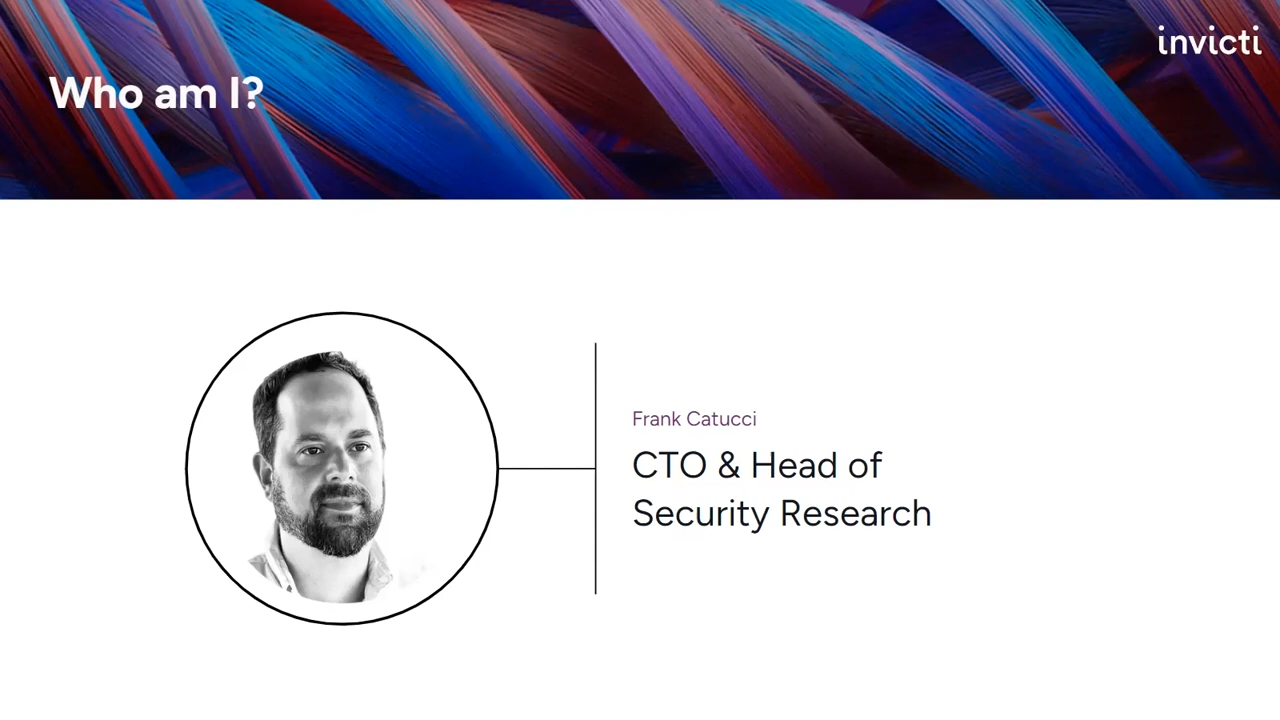 invicti
Who am I?
Frank Catucci
CTO & Head of
Security Research